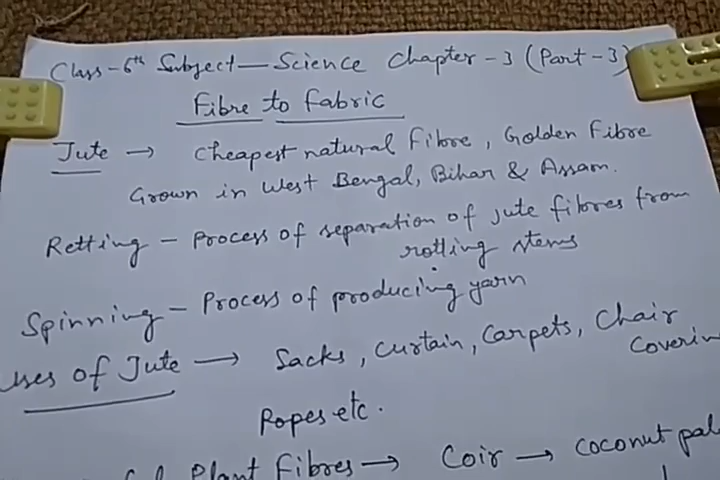 Class-6th Subject — Science Chapter - 3 (Part-3)
Fibre to Fabric
Jute → Cheapest natural Fibre, Golden Fibre
Grown in West Bengal, Bihar & Assam.
Retting - Process of separation of jute fibres from
rotting stems
Spinning - Process of producing yarn
Uses of Jute → Sacks, Curtain, Carpets, Chair
Coverin
Ropes etc.
Plant Fibres → Coir → Coconut pal